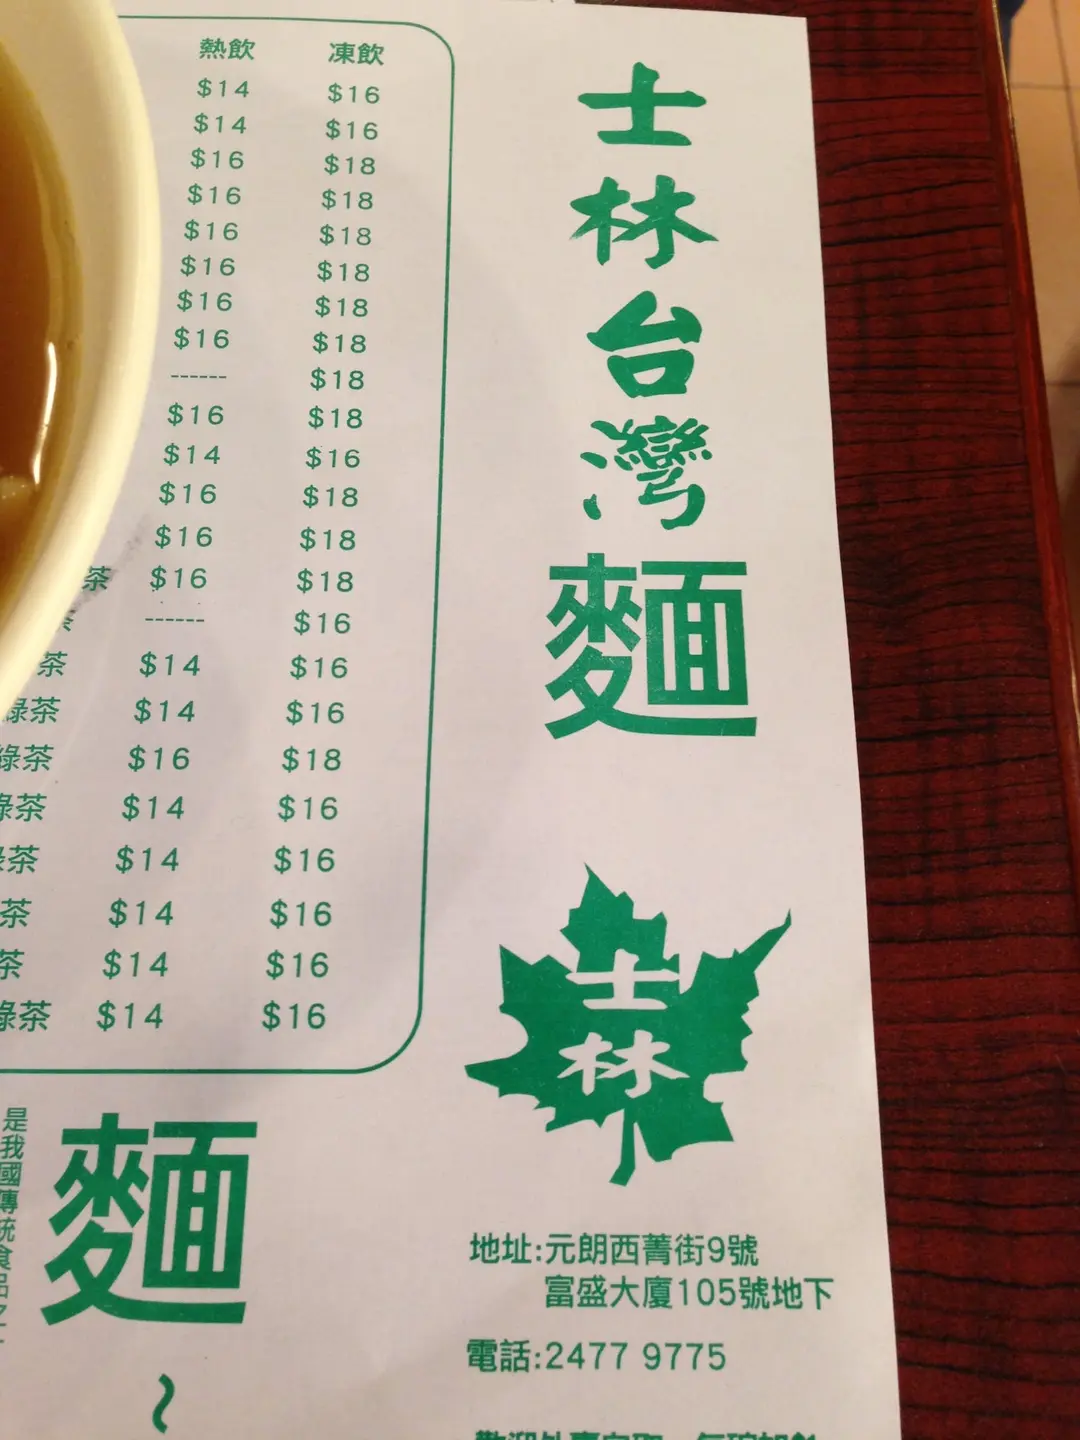 熱飲 凍飲
$14 $16
$14 $16
$16 $18
$16 $18
$16 $18
$16 $18
$16 $18
$16 $18
------ $18
$16 $18
$14 $16
$16 $18
$16 $18
茶 $16 $18
------ $16
茶 $14 $16
綠茶 $14 $16
綠茶 $16 $18
綠茶 $14 $16
綠茶 $14 $16
茶 $14 $16
茶 $14 $16
綠茶 $14 $16
是我國傳統食品之一
麵
~
士林台灣麵
士林
地址:元朗西菁街9號
富盛大廈105號地下
電話:2477 9775